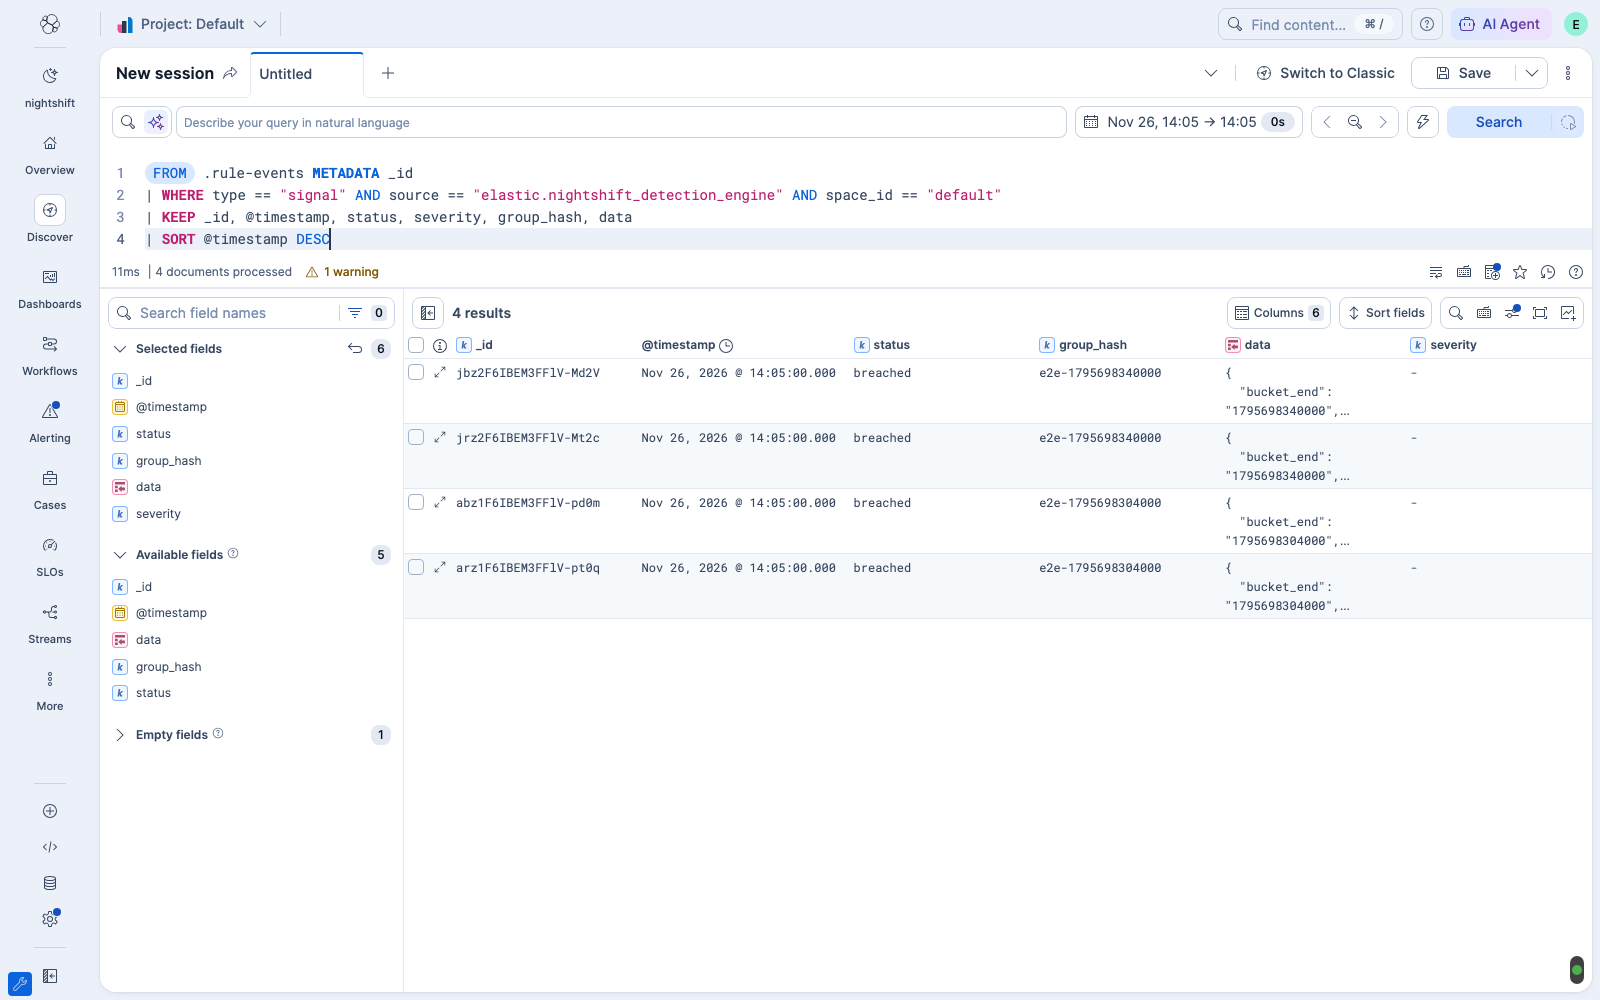 Project: Default
Find content...
⌘ /
AI Agent
E
nightshift
Overview
Discover
Dashboards
Workflows
Alerting
Cases
SLOs
Streams
More
New session
Untitled
Switch to Classic
Save
Describe your query in natural language
Nov 26, 14:05 → 14:05 0s
Search
1 FROM .rule-events METADATA _id
2 | WHERE type == "signal" AND source == "elastic.nightshift_detection_engine" AND space_id == "default"
3 | KEEP _id, @timestamp, status, severity, group_hash, data
4 | SORT @timestamp DESC
11ms | 4 documents processed 1 warning
Search field names 0
Selected fields 6
k _id
@timestamp
k status
k group_hash
data
k severity
Available fields 5
k _id
@timestamp
data
k group_hash
k status
Empty fields 1
4 results
Columns 6
Sort fields
k _id @timestamp k status k group_hash data k severity
jbz2F6IBEM3FFlV-Md2V Nov 26, 2026 @ 14:05:00.000 breached e2e-1795698340000 { -
"bucket_end":
"1795698340000",...
jrz2F6IBEM3FFlV-Mt2c Nov 26, 2026 @ 14:05:00.000 breached e2e-1795698340000 { -
"bucket_end":
"1795698340000",...
abz1F6IBEM3FFlV-pd0m Nov 26, 2026 @ 14:05:00.000 breached e2e-1795698304000 { -
"bucket_end":
"1795698304000",...
arz1F6IBEM3FFlV-pt0q Nov 26, 2026 @ 14:05:00.000 breached e2e-1795698304000 { -
"bucket_end":
"1795698304000",...